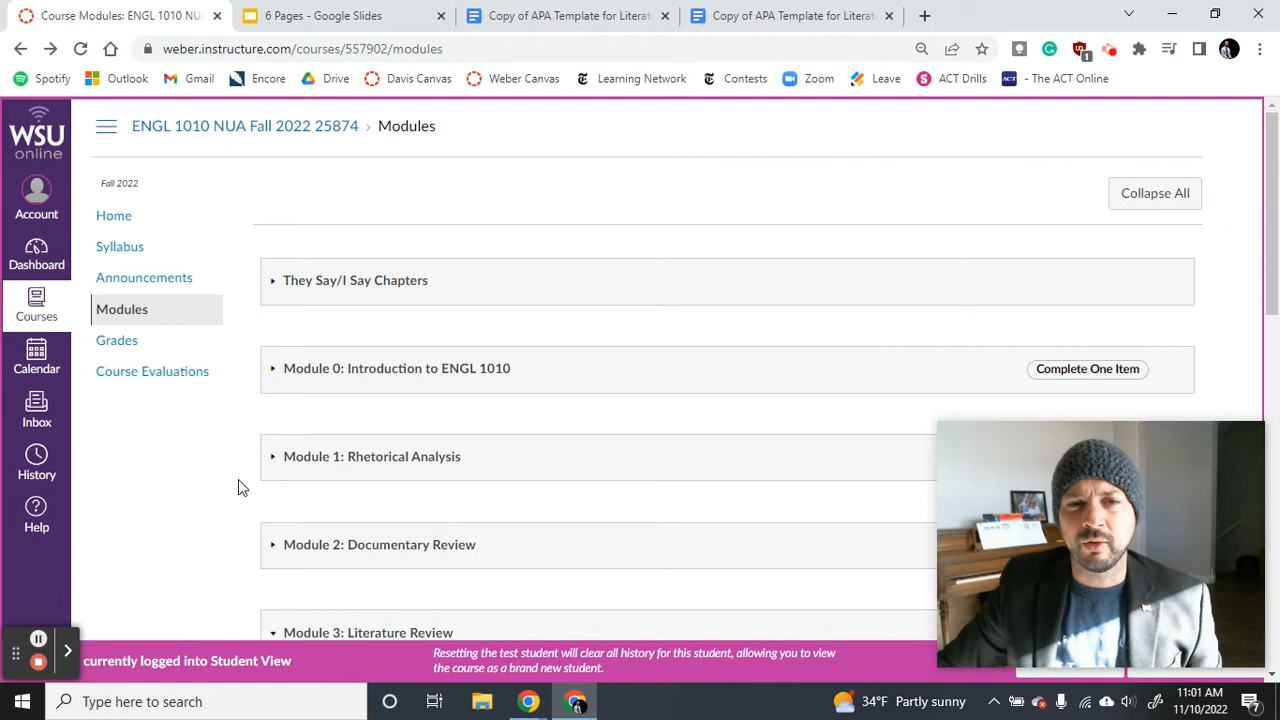 Course Modules: ENGL 1010 NUA
6 Pages - Google Slides
Copy of APA Template for Literat
Copy of APA Template for Literat
weber.instructure.com/courses/557902/modules
1
Spotify
Outlook
Gmail
Encore
Drive
Davis Canvas
Weber Canvas
Learning Network
Contests
Zoom
Leave
ACT Drills
ACT
- The ACT Online
WSU
online
Account
Dashboard
Courses
Calendar
Inbox
History
Help
ENGL 1010 NUA Fall 2022 25874 › Modules
Fall 2022
Home
Syllabus
Announcements
Modules
Grades
Course Evaluations
Collapse All
They Say/I Say Chapters
Module 0: Introduction to ENGL 1010
Complete One Item
Module 1: Rhetorical Analysis
Module 2: Documentary Review
Module 3: Literature Review
currently logged into Student View
Resetting the test student will clear all history for this student, allowing you to view
the course as a brand new student.
Type here to search
34°F Partly sunny
11:01 AM
11/10/2022
7